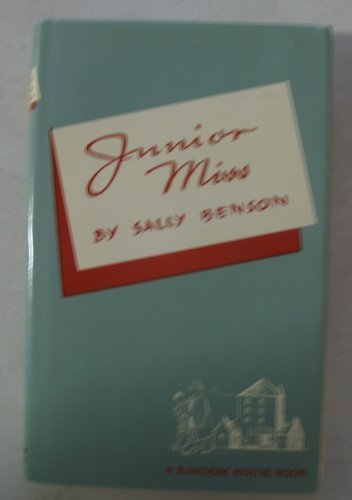 Junior
Miss
BY SALLY BENSON
A RANDOM HOUSE BOOK